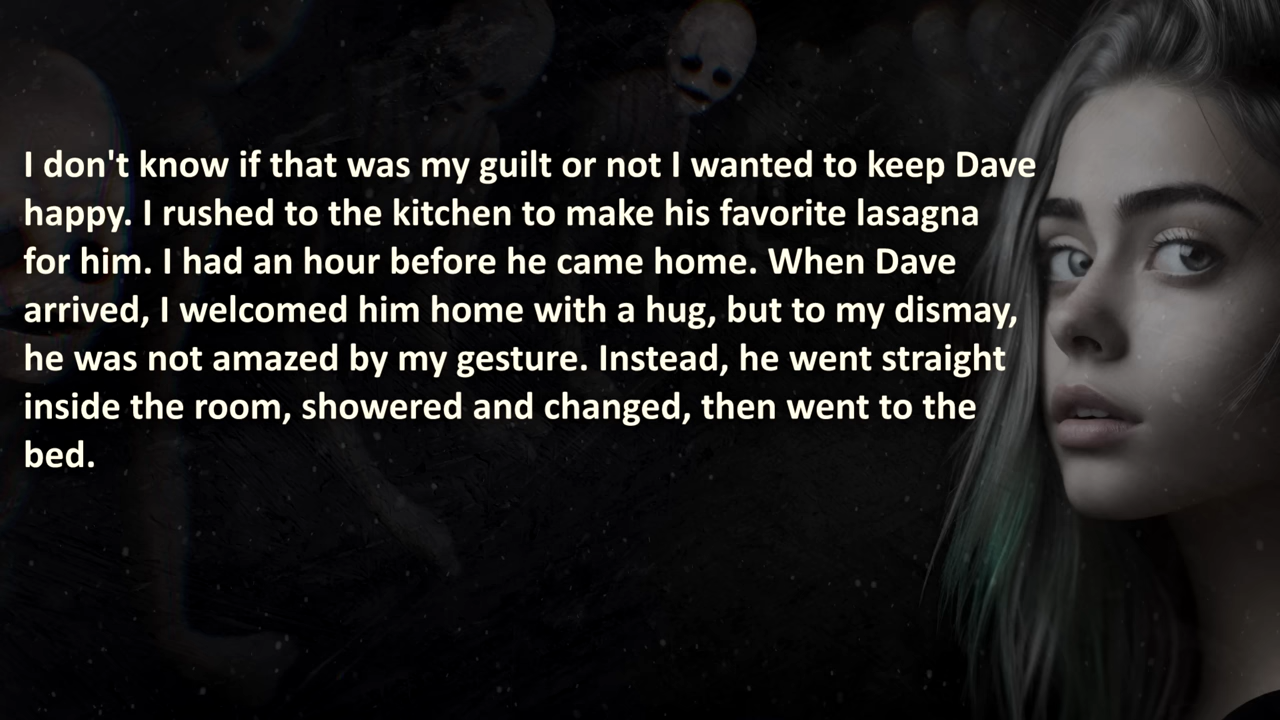 I don't know if that was my guilt or not I wanted to keep Dave
happy. I rushed to the kitchen to make his favorite lasagna
for him. I had an hour before he came home. When Dave
arrived, I welcomed him home with a hug, but to my dismay,
he was not amazed by my gesture. Instead, he went straight
inside the room, showered and changed, then went to the
bed.